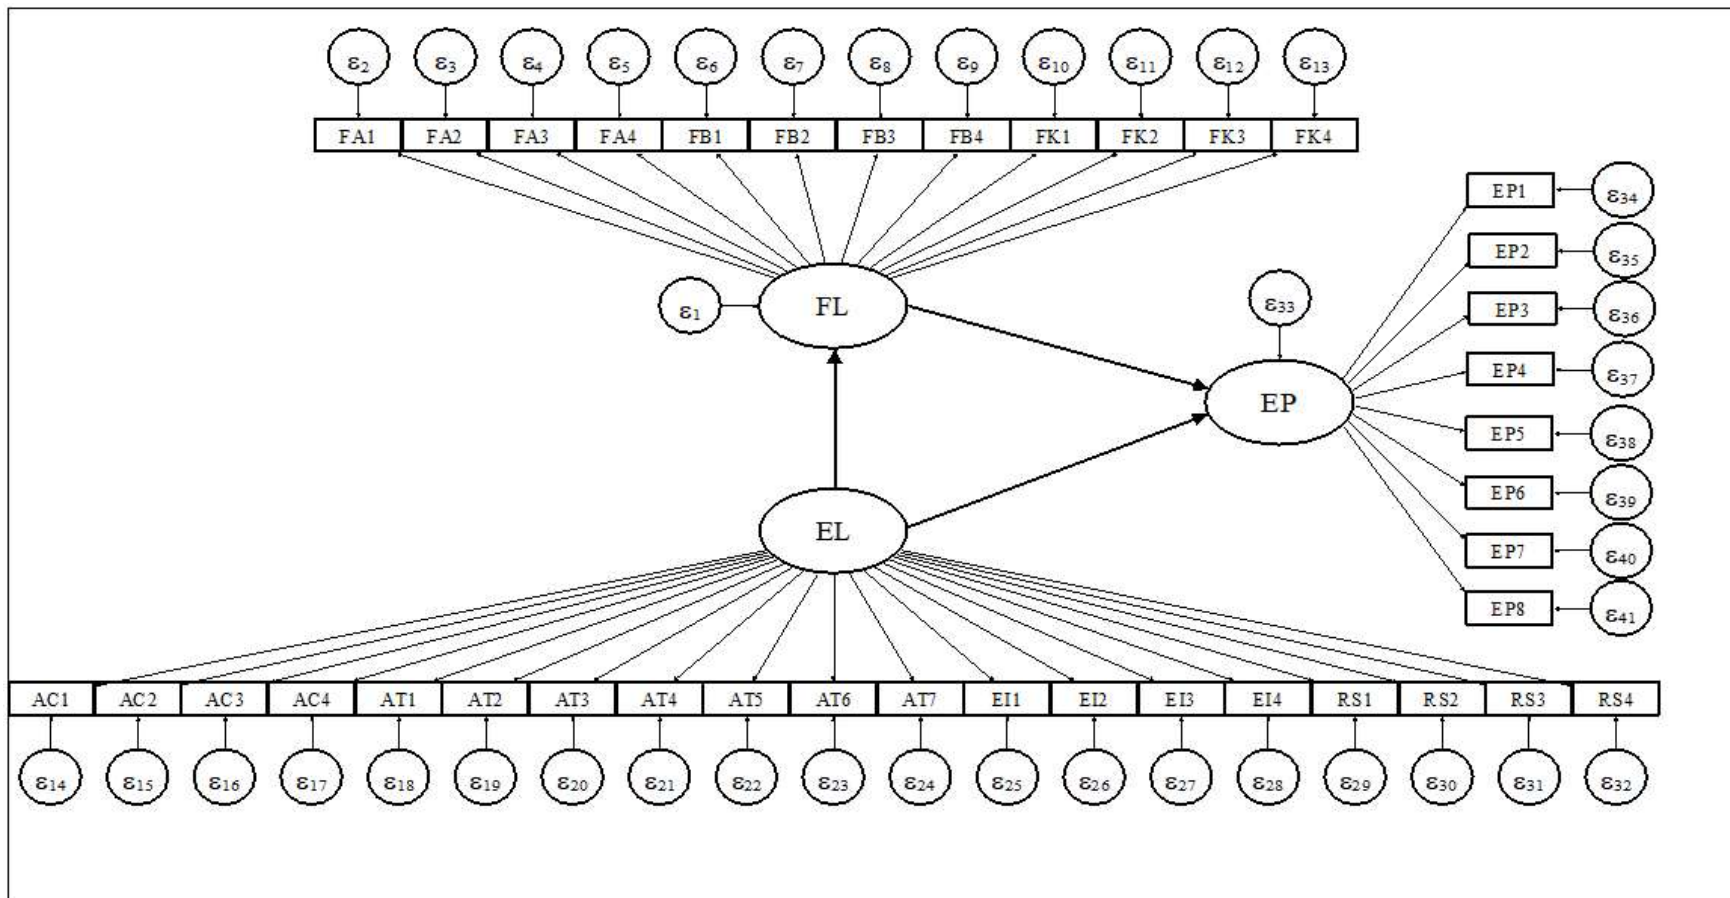 ε2 ε3 ε4 ε5 ε6 ε7 ε8 ε9 ε10 ε11 ε12 ε13
FA1 FA2 FA3 FA4 FB1 FB2 FB3 FB4 FK1 FK2 FK3 FK4
EP1 ε34
EP2 ε35
ε1 FL ε33 EP3 ε36
EP4 ε37
EP
EP5 ε38
EP6 ε39
EL
EP7 ε40
EP8 ε41
AC1 AC2 AC3 AC4 AT1 AT2 AT3 AT4 AT5 AT6 AT7 EI1 EI2 EI3 EI4 RS1 RS2 RS3 RS4
ε14 ε15 ε16 ε17 ε18 ε19 ε20 ε21 ε22 ε23 ε24 ε25 ε26 ε27 ε28 ε29 ε30 ε31 ε32